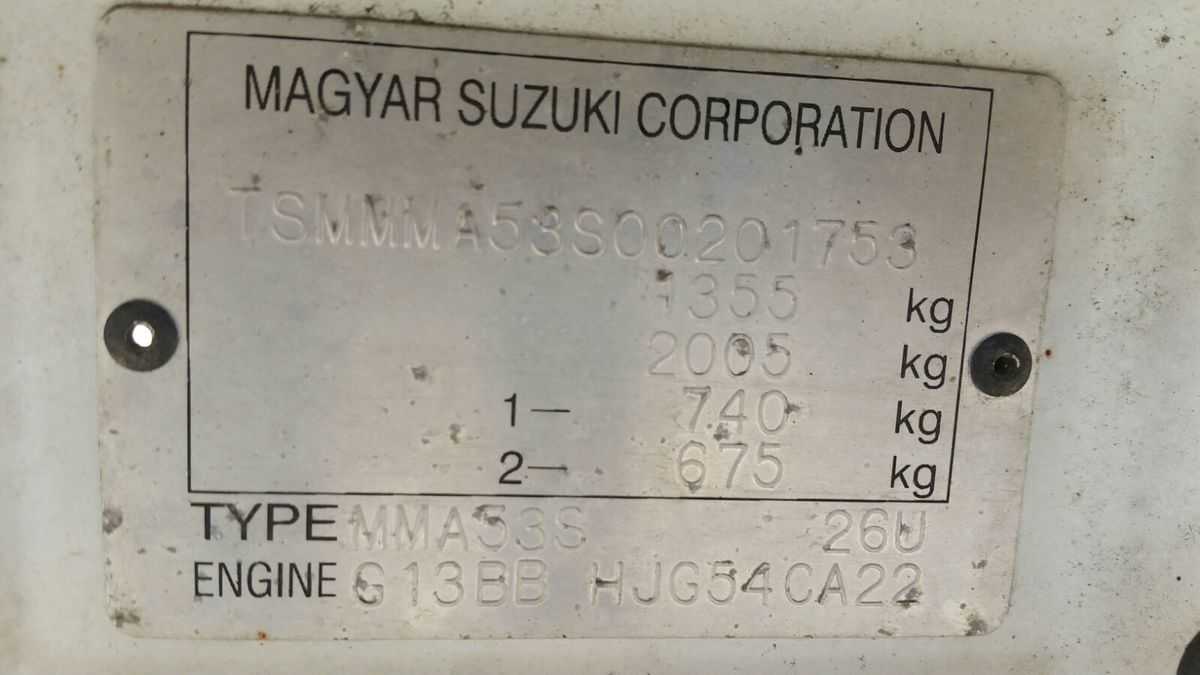 MAGYAR SUZUKI CORPORATION
TSMMMA53S00201753
1355 kg
2005 kg
1— 740 kg
2— 675 kg
TYPE MMA53S 26U
ENGINE G13BB HJG54CA22